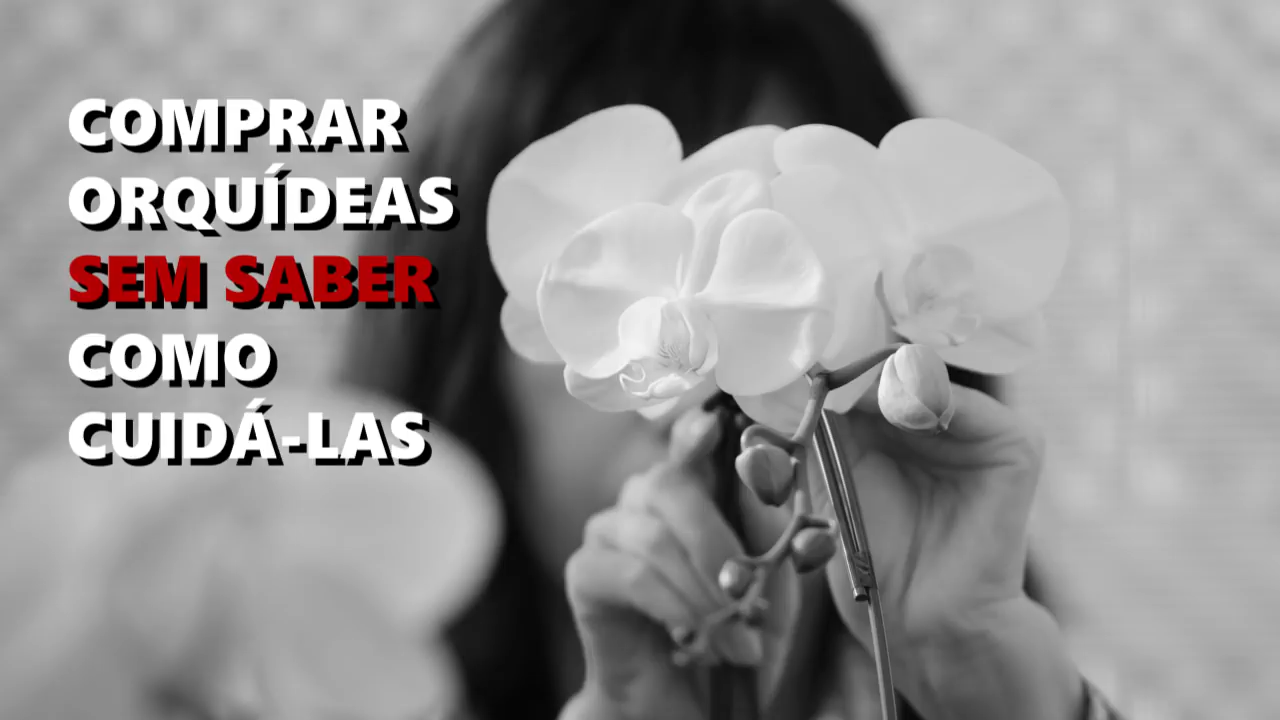 COMPRAR
ORQUÍDEAS
SEM SABER
COMO
CUIDÁ-LAS